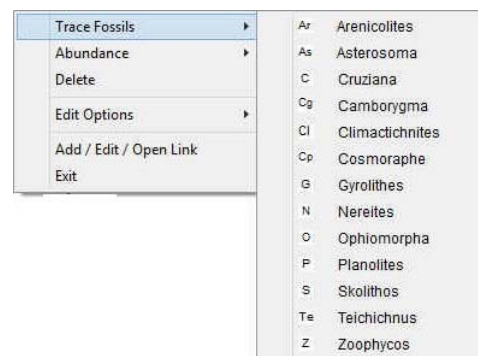 Trace Fossils
Abundance
Delete
Edit Options
Add / Edit / Open Link
Exit
Ar Arenicolites
As Asterosoma
C Cruziana
Cg Camborygma
Cl Climactichnites
Cp Cosmoraphe
G Gyrolithes
N Nereites
O Ophiomorpha
P Planolites
S Skolithos
Te Teichichnus
Z Zoophycos